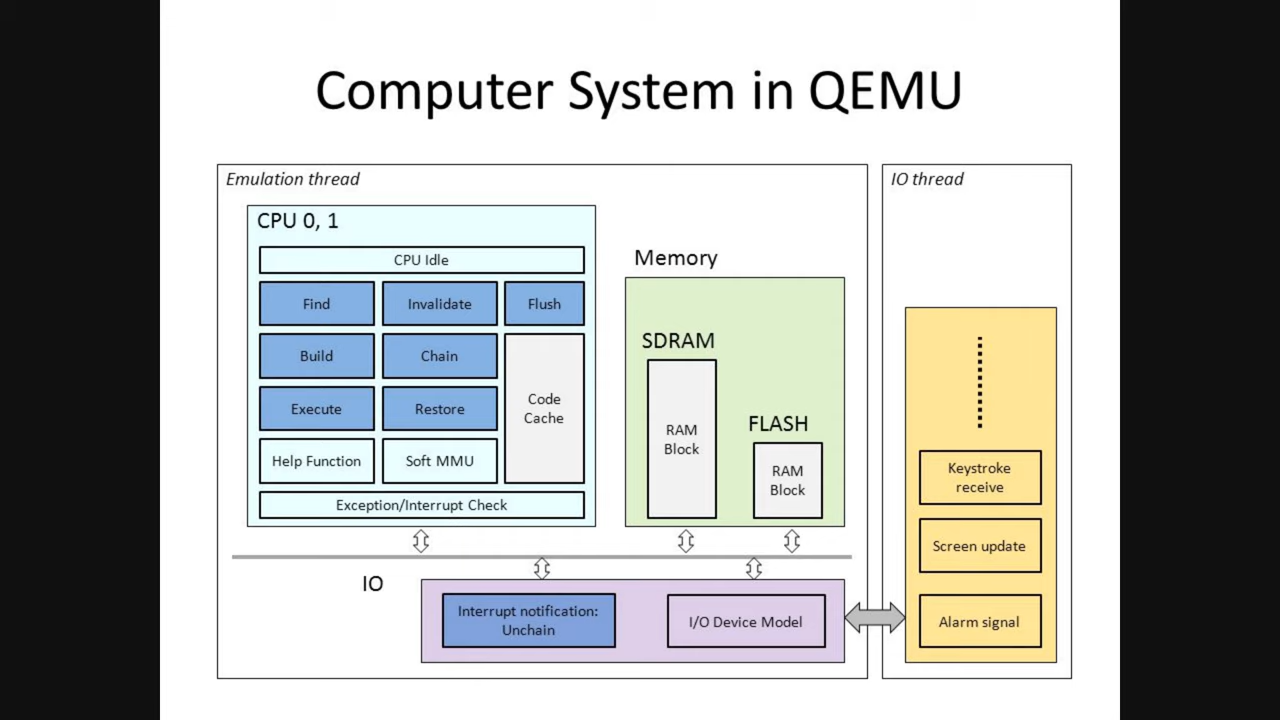 Computer System in QEMU
Emulation thread
IO thread
CPU 0, 1
CPU Idle
Find
Invalidate
Flush
Build
Chain
Code
Cache
Execute
Restore
Help Function
Soft MMU
Exception/Interrupt Check
Memory
SDRAM
RAM
Block
FLASH
RAM
Block
IO
Interrupt notification:
Unchain
I/O Device Model
Keystroke
receive
Screen update
Alarm signal